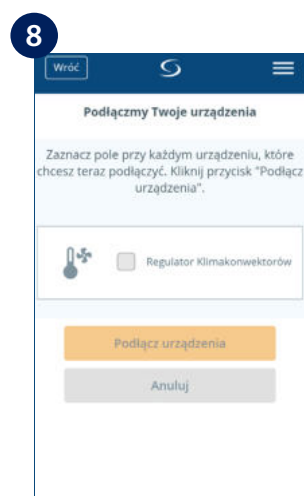 8
Wróć
Podłączmy Twoje urządzenia
Zaznacz pole przy każdym urządzeniu, które
chcesz teraz podłączyć. Kliknij przycisk "Podłącz
urządzenia".
Regulator Klimakonwektorów
Podłącz urządzenia
Anuluj